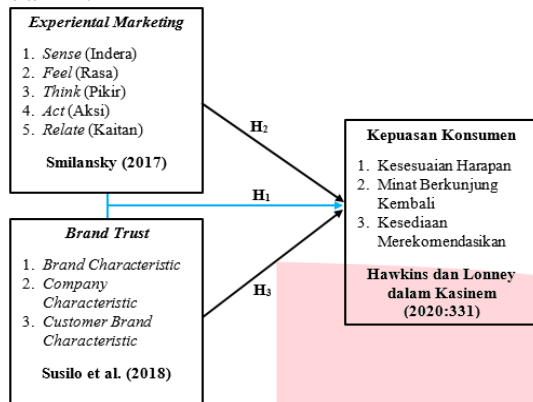 Experiental Marketing
1. Sense (Indera)
2. Feel (Rasa)
3. Think (Pikir)
4. Act (Aksi)
5. Relate (Kaitan)
Smilansky (2017)
H2
H1
Kepuasan Konsumen
1. Kesesuaian Harapan
2. Minat Berkunjung
Kembali
3. Kesediaan
Merekomendasikan
Hawkins dan Lonney
dalam Kasinem
(2020:331)
Brand Trust
1. Brand Characteristic
2. Company
Characteristic
3. Customer Brand
Characteristic
Susilo et al. (2018)
H3